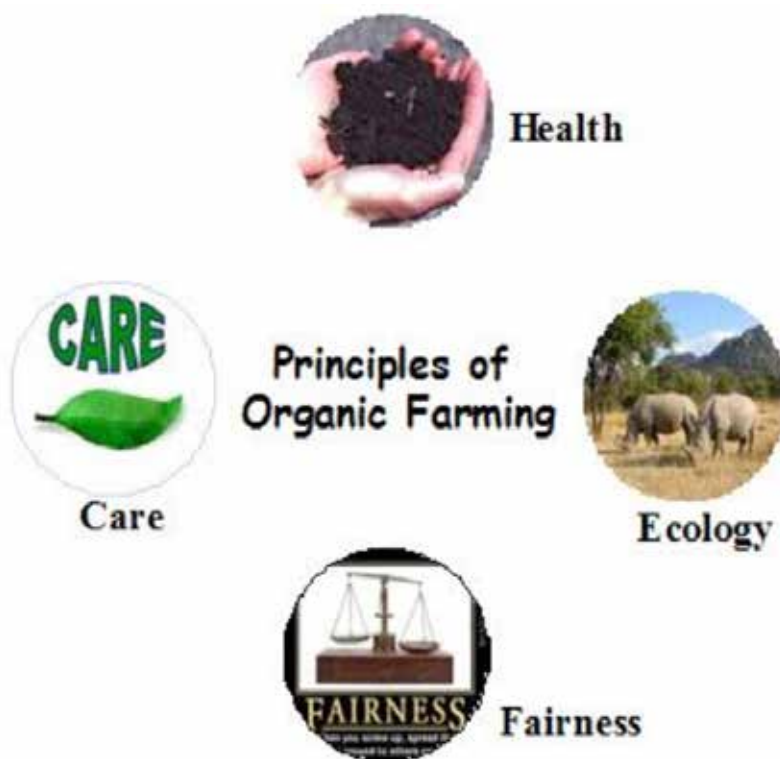 Health
CARE
Principles of
Organic Farming
Care
Ecology
FAIRNESS
Fairness